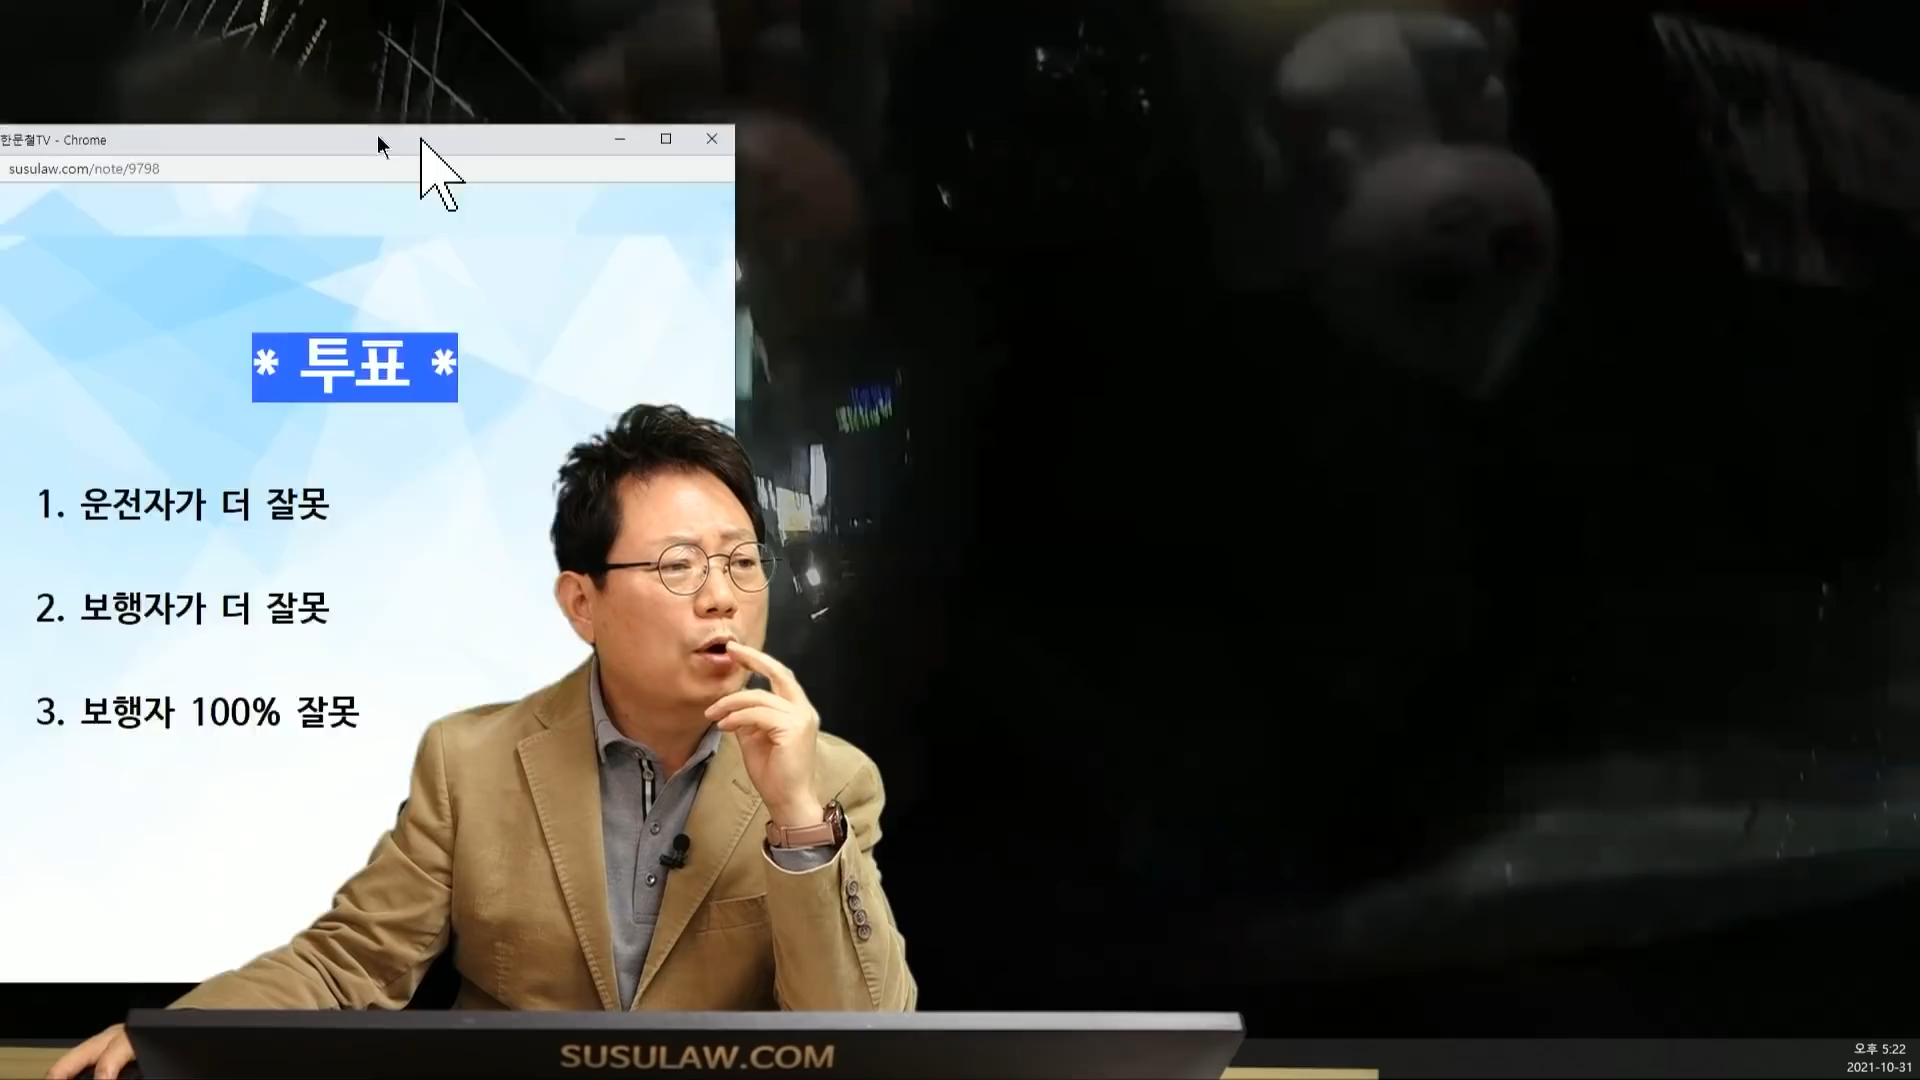 한문철TV - Chrome
susulaw.com/note/9798
* 투표 *
1. 운전자가 더 잘못
2. 보행자가 더 잘못
3. 보행자 100% 잘못
SUSULAW.COM
오후 5:22
2021-10-31